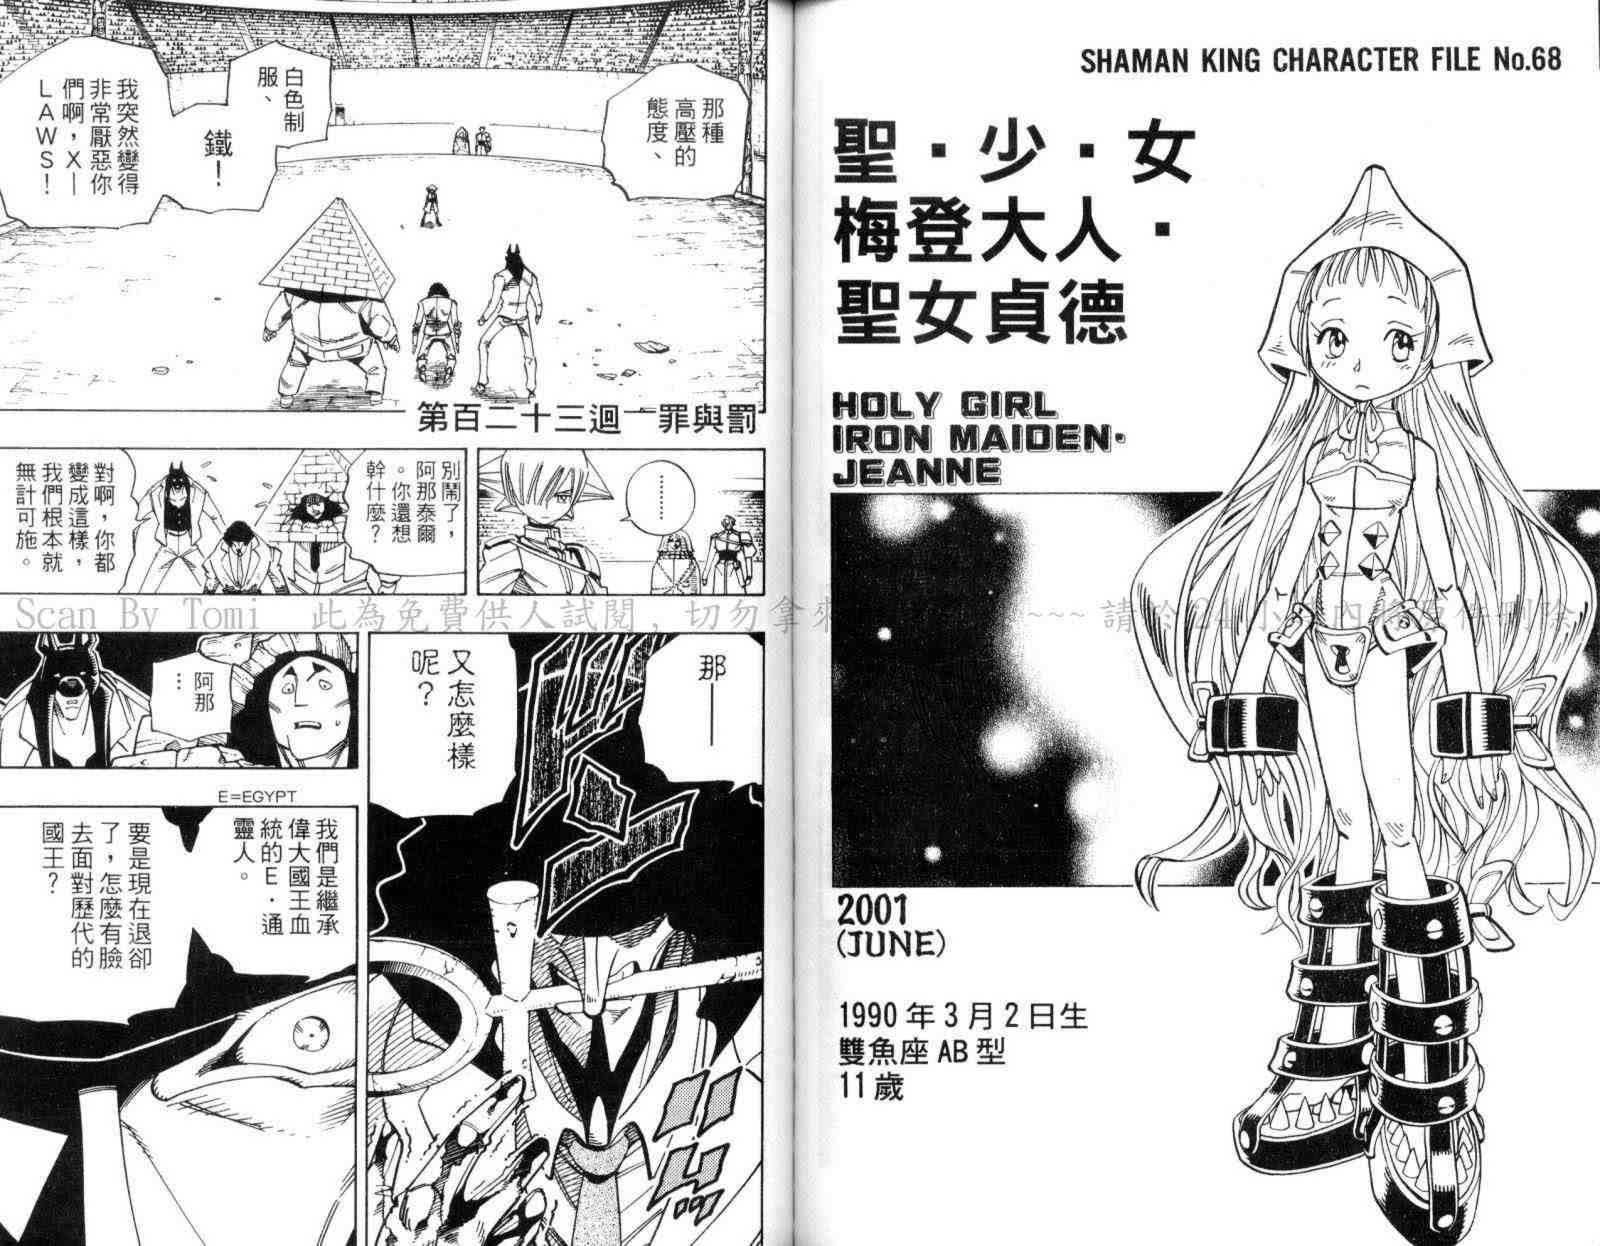 SHAMAN KING CHARACTER FILE No.68
聖·少·女
梅登大人·
聖女貞德
HOLY GIRL
IRON MAIDEN·
JEANNE
2001
(JUNE)
1990年3月2日生
雙魚座AB型
11歲
那種
高壓的
態度、
白色制
服、
鐵！
我突然變得
非常厭惡你
們啊，X—
LAWS！
第百二十三迴—罪與罰
……
別鬧了，
阿那泰爾
。你還想
幹什麼？
對啊，你都
變成這樣，
我們根本就
無計可施。
Scan By Tomi 此為免費供人試閱，切勿拿來
~~~請於24小時內將原件刪除
那—
又怎麼樣
呢？
阿那
…
E=EGYPT
我們是繼承
偉大國王血
統的E·通
靈人。
要是現在退卻
了，怎麼有臉
去面對歷代的
國王？